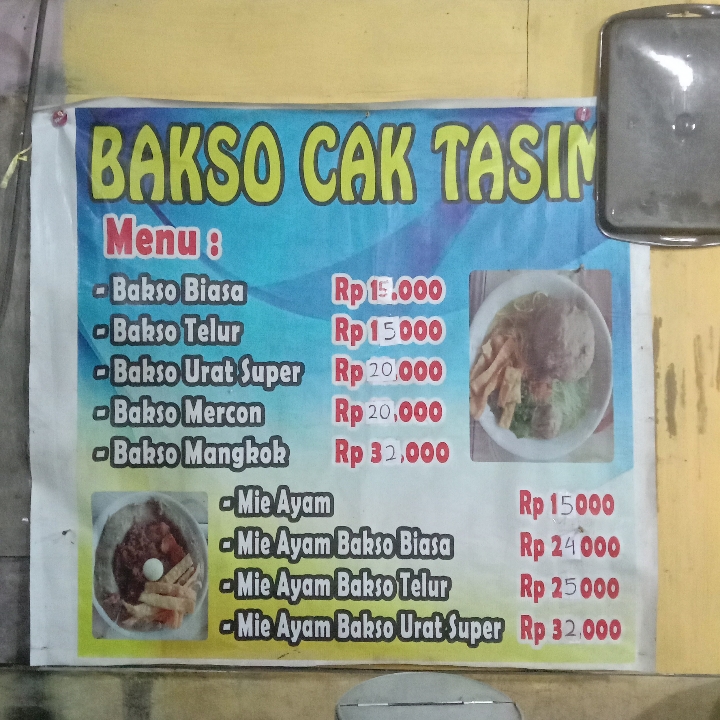 BAKSO CAK TASIM
Menu :
- Bakso Biasa Rp 15.000
- Bakso Telur Rp 15000
- Bakso Urat Super Rp 20,000
- Bakso Mercon Rp 20,000
- Bakso Mangkok Rp 32,000
- Mie Ayam Rp 15000
- Mie Ayam Bakso Biasa Rp 24000
- Mie Ayam Bakso Telur Rp 25000
- Mie Ayam Bakso Urat Super Rp 32,000